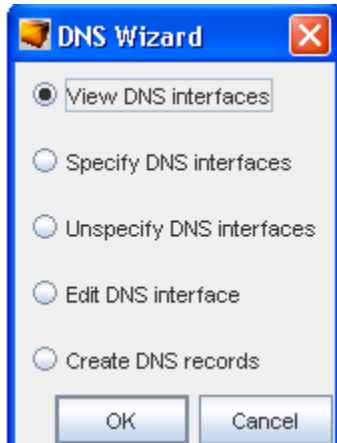 DNS Wizard
View DNS interfaces
Specify DNS interfaces
Unspecify DNS interfaces
Edit DNS interface
Create DNS records
OK Cancel